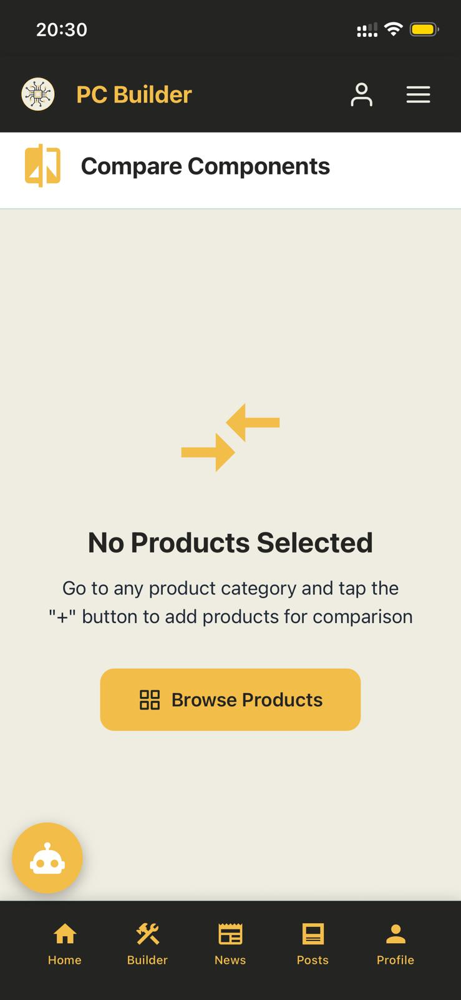 20:30
PC Builder
Compare Components
No Products Selected
Go to any product category and tap the
"+" button to add products for comparison
Browse Products
Home
Builder
News
Posts
Profile